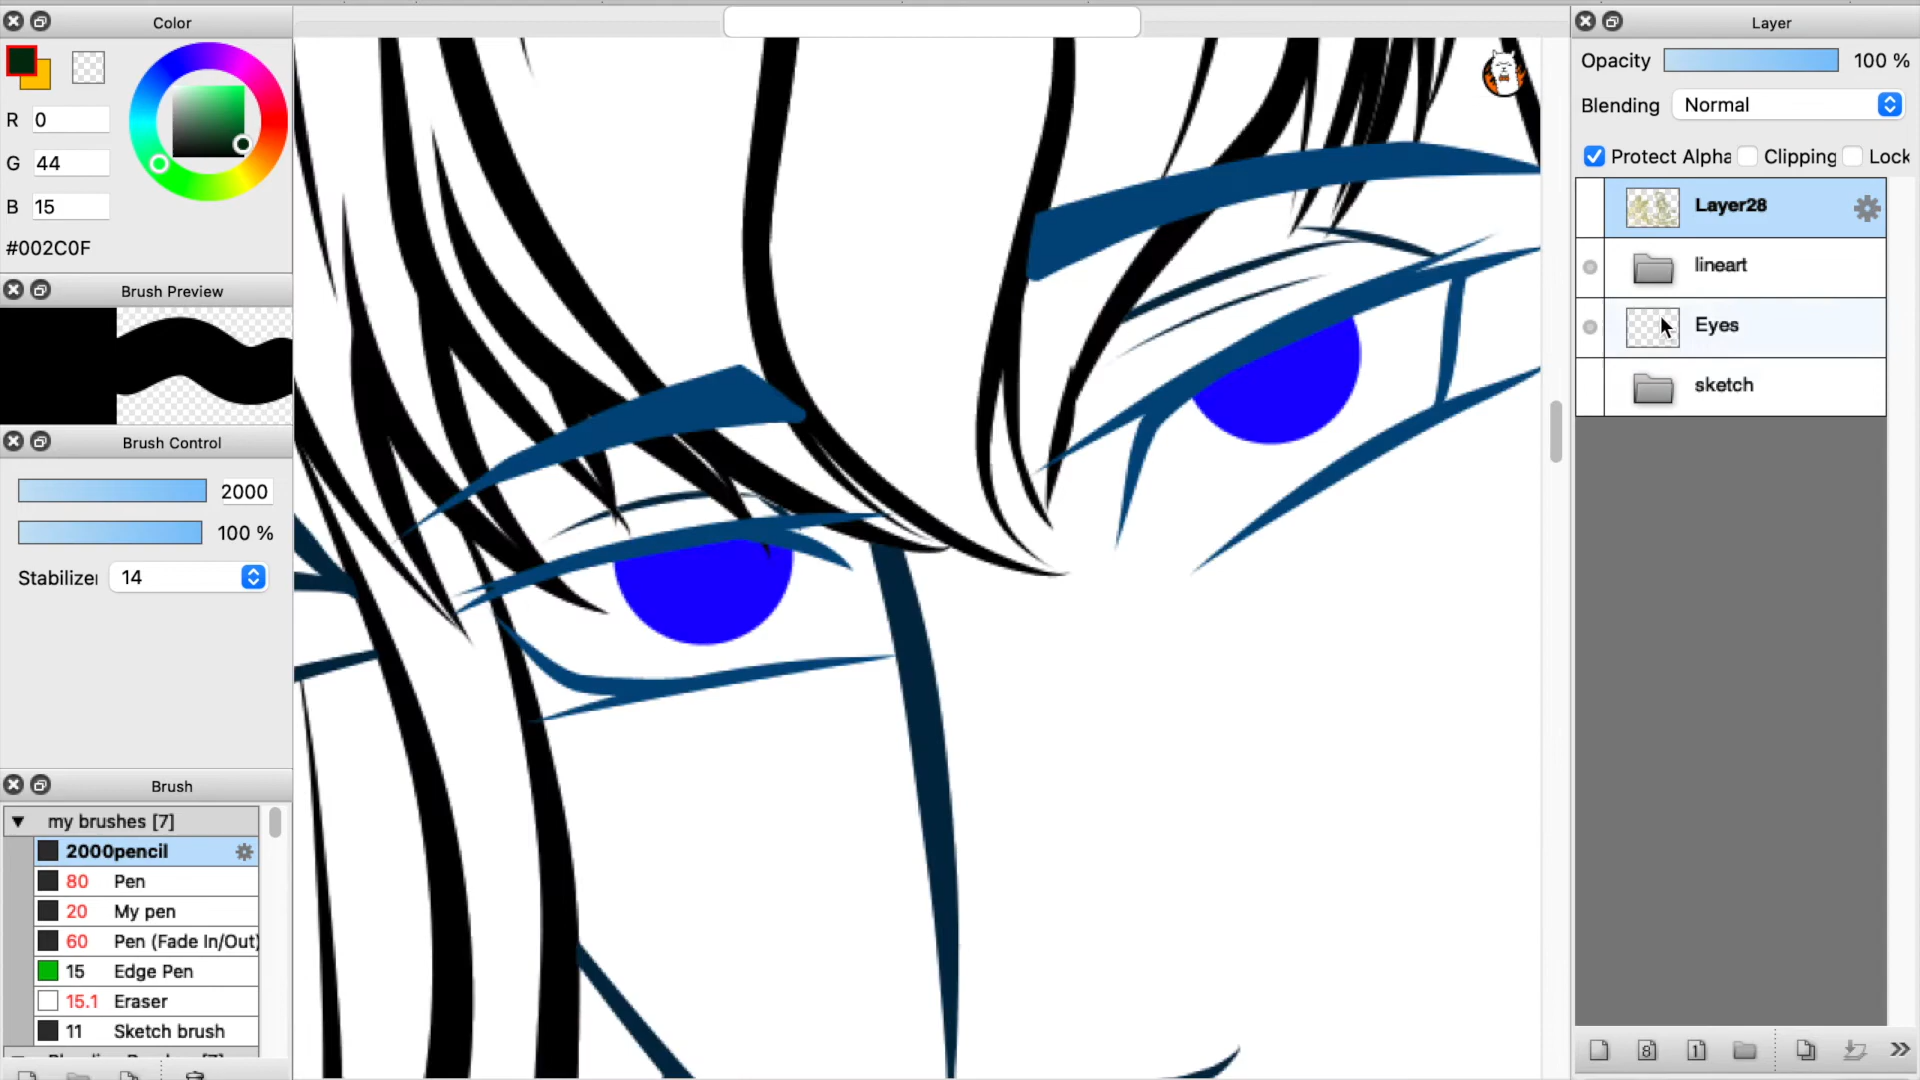 Color
R 0
G 44
B 15
#002C0F
Brush Preview
Brush Control
2000
100 %
Stabilizer 14
Brush
my brushes [7]
2000pencil
80 Pen
20 My pen
60 Pen (Fade In/Out)
15 Edge Pen
15.1 Eraser
11 Sketch brush
Layer
Opacity 100 %
Blending Normal
Protect Alpha Clipping Lock
Layer28
lineart
Eyes
sketch
8
1